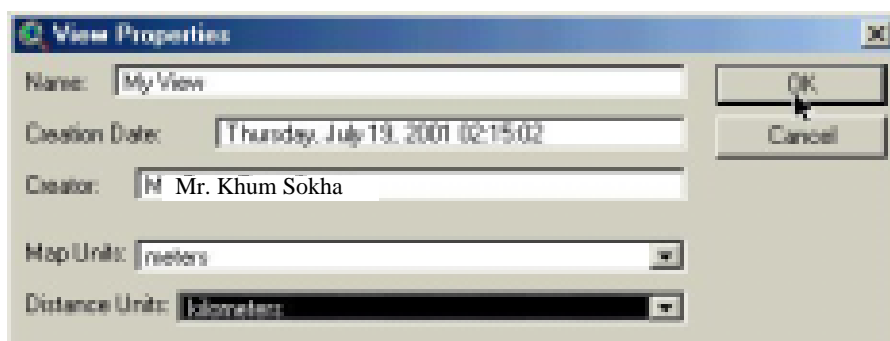 View Properties
Name: My View
OK
Creation Date: Thursday, July 19, 2001 02:15:02
Cancel
Creator: M Mr. Khum Sokha
Map Units: meters
Distance Units: kilometers